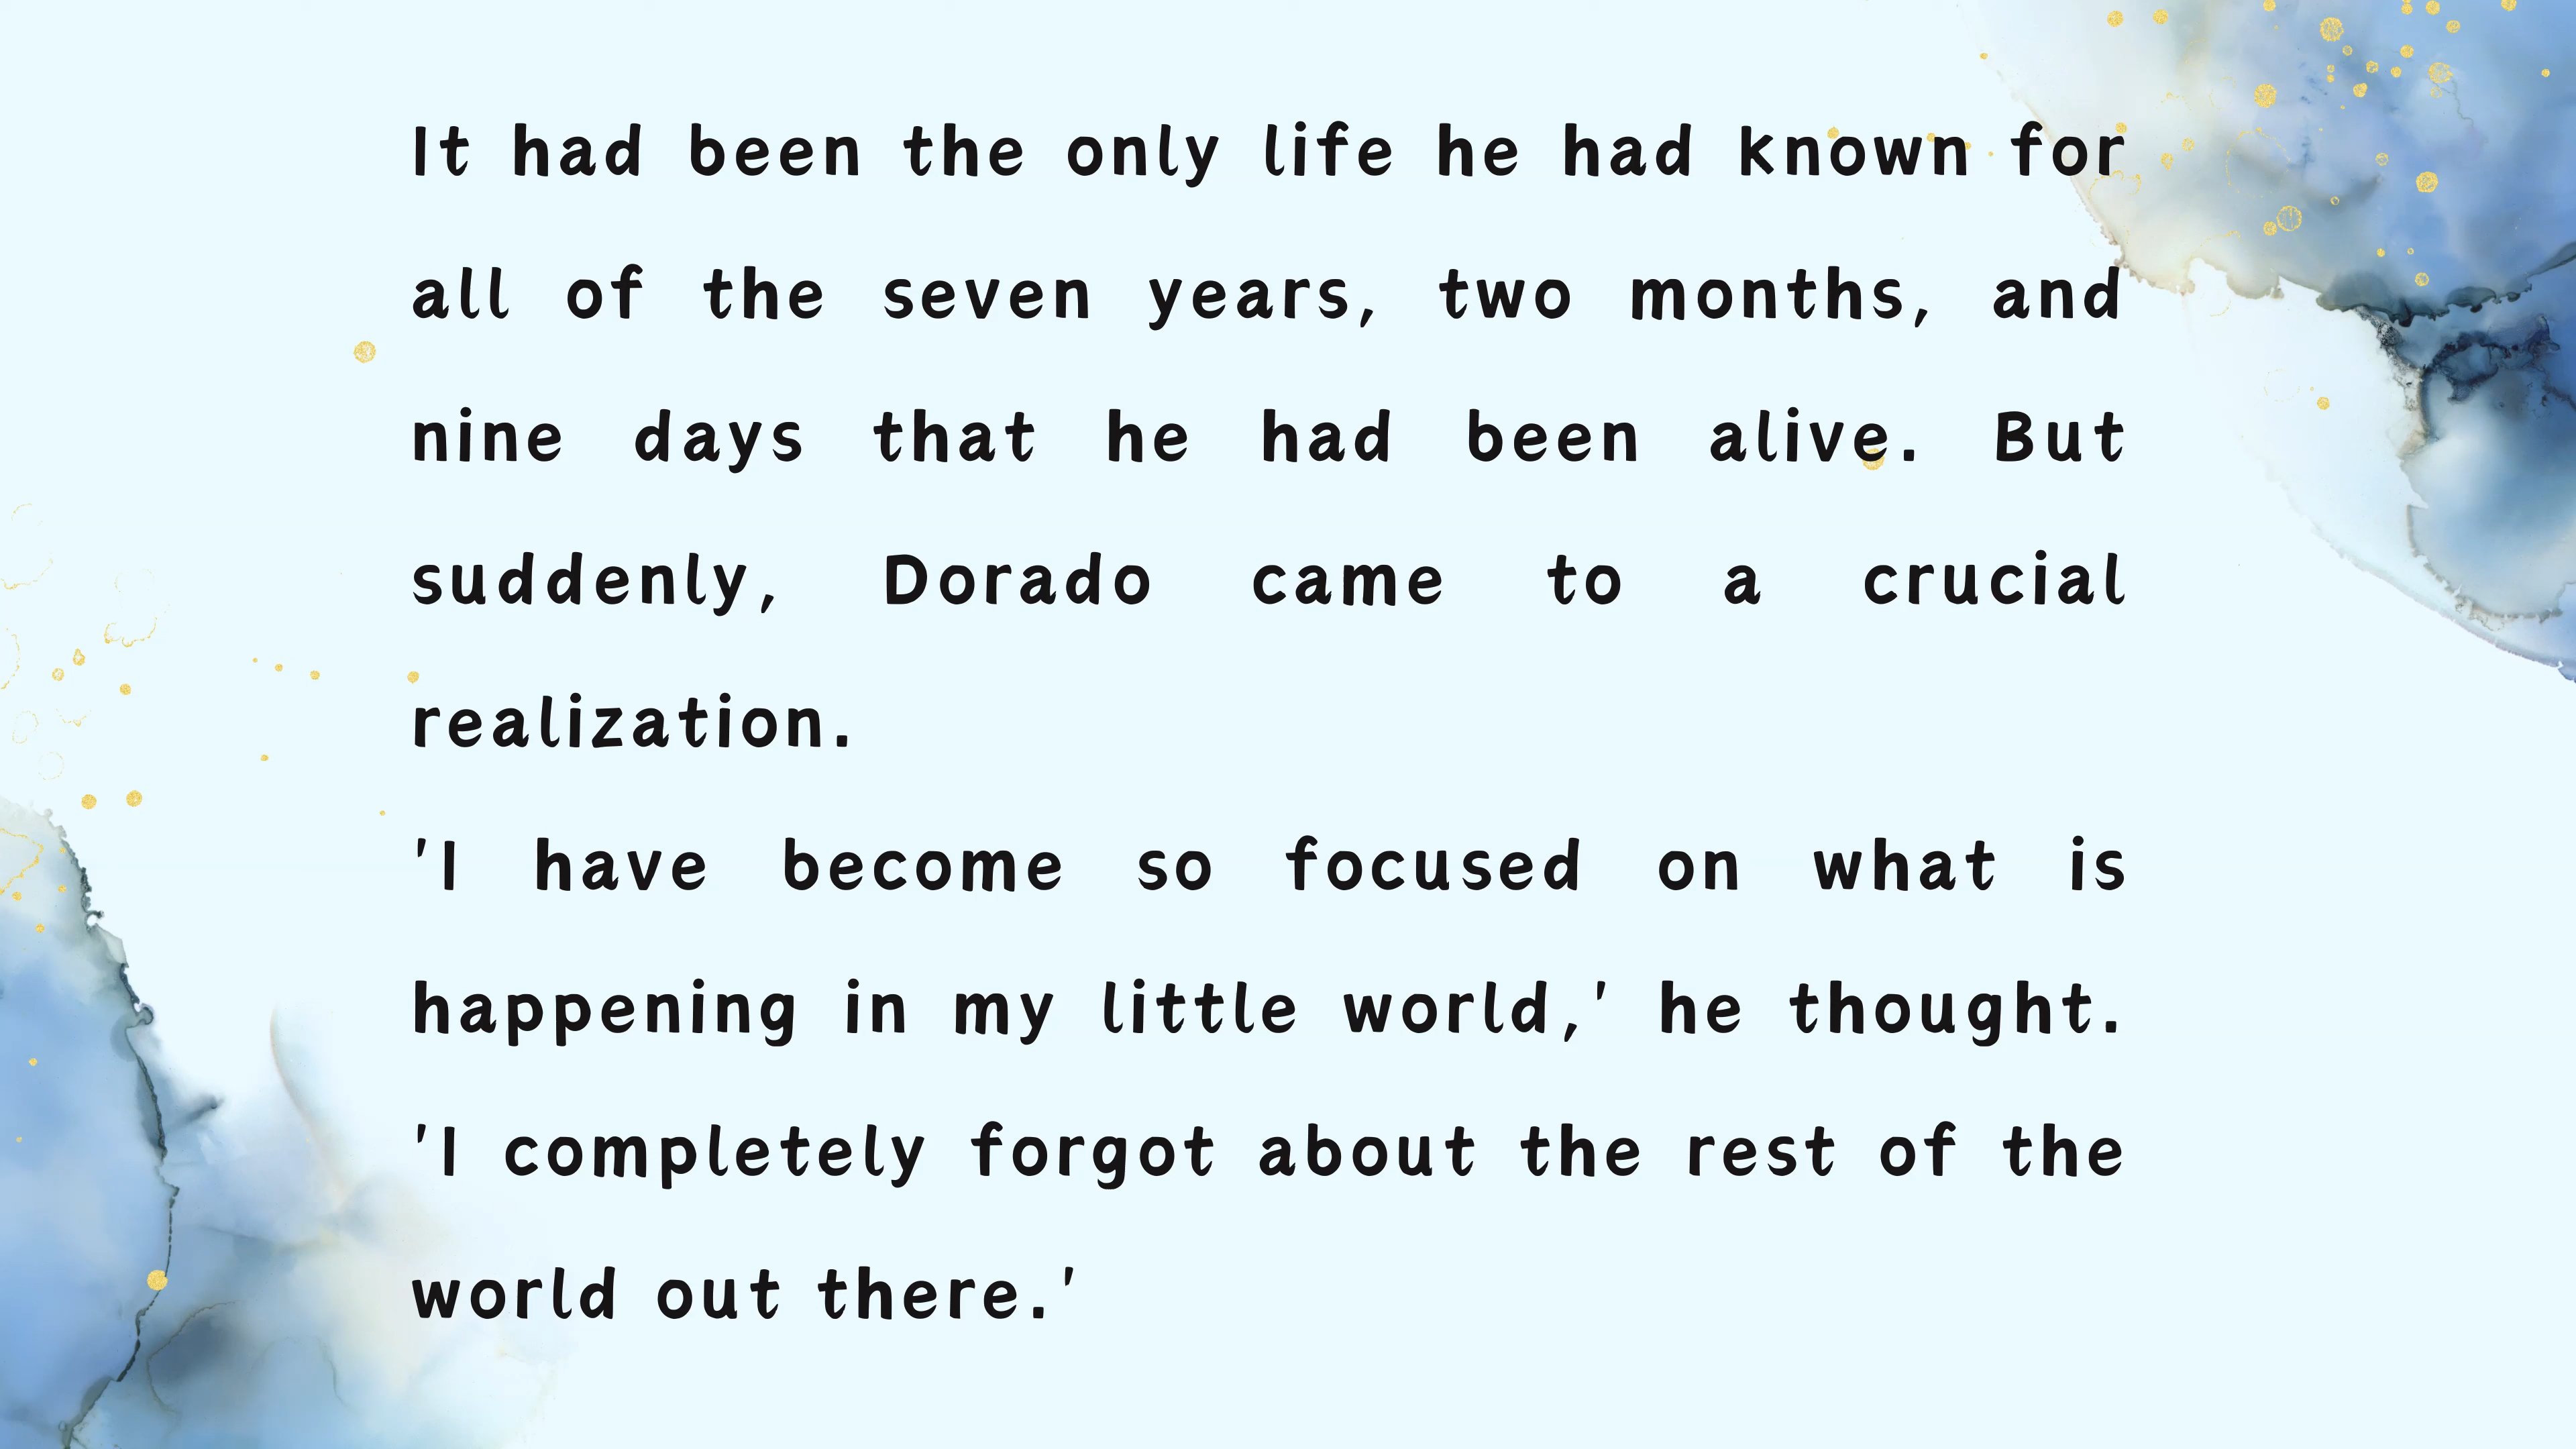 It had been the only life he had known for
all of the seven years, two months, and
nine days that he had been alive. But
suddenly, Dorado came to a crucial
realization.
'I have become so focused on what is
happening in my little world,' he thought.
'I completely forgot about the rest of the
world out there.'